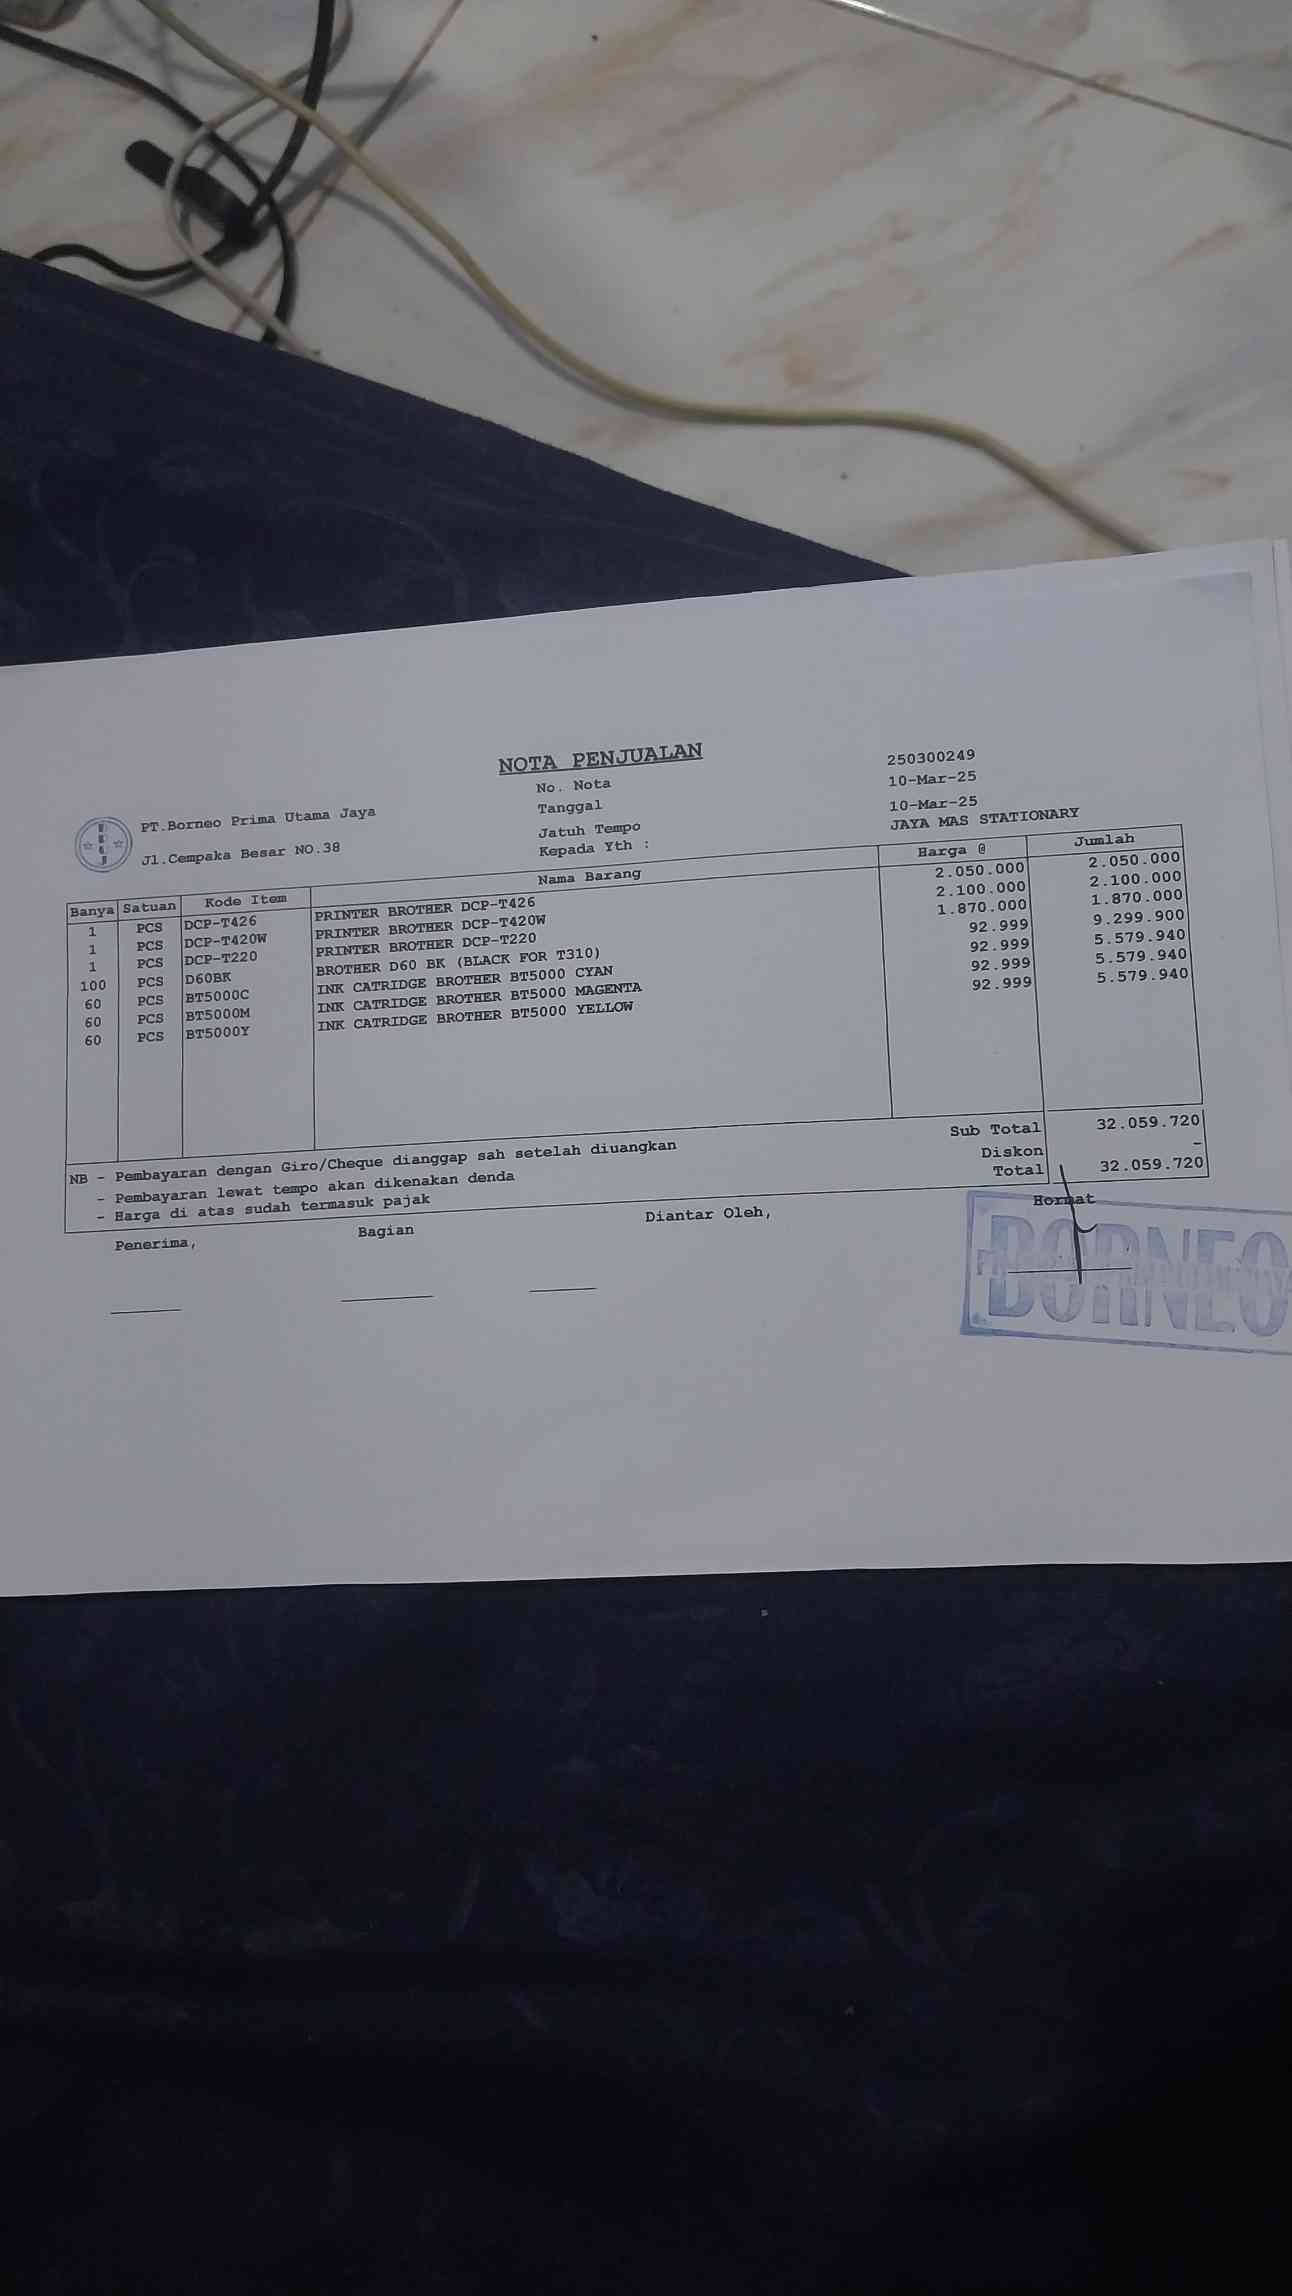 NOTA PENJUALAN
PT.Borneo Prima Utama Jaya
Jl.Cempaka Besar NO.38
No. Nota 250300249
Tanggal 10-Mar-25
Jatuh Tempo 10-Mar-25
Kepada Yth : JAYA MAS STATIONARY
Banya Satuan Kode Item Nama Barang Harga @ Jumlah
1 PCS DCP-T426 PRINTER BROTHER DCP-T426 2.050.000 2.050.000
1 PCS DCP-T420W PRINTER BROTHER DCP-T420W 2.100.000 2.100.000
1 PCS DCP-T220 PRINTER BROTHER DCP-T220 1.870.000 1.870.000
100 PCS D60BK BROTHER D60 BK (BLACK FOR T310) 92.999 9.299.900
60 PCS BT5000C INK CATRIDGE BROTHER BT5000 CYAN 92.999 5.579.940
60 PCS BT5000M INK CATRIDGE BROTHER BT5000 MAGENTA 92.999 5.579.940
60 PCS BT5000Y INK CATRIDGE BROTHER BT5000 YELLOW 92.999 5.579.940
Sub Total 32.059.720
Diskon -
Total 32.059.720
NB - Pembayaran dengan Giro/Cheque dianggap sah setelah diuangkan
- Pembayaran lewat tempo akan dikenakan denda
- Harga di atas sudah termasuk pajak
Penerima, Bagian Diantar Oleh, Hormat
BORNEO